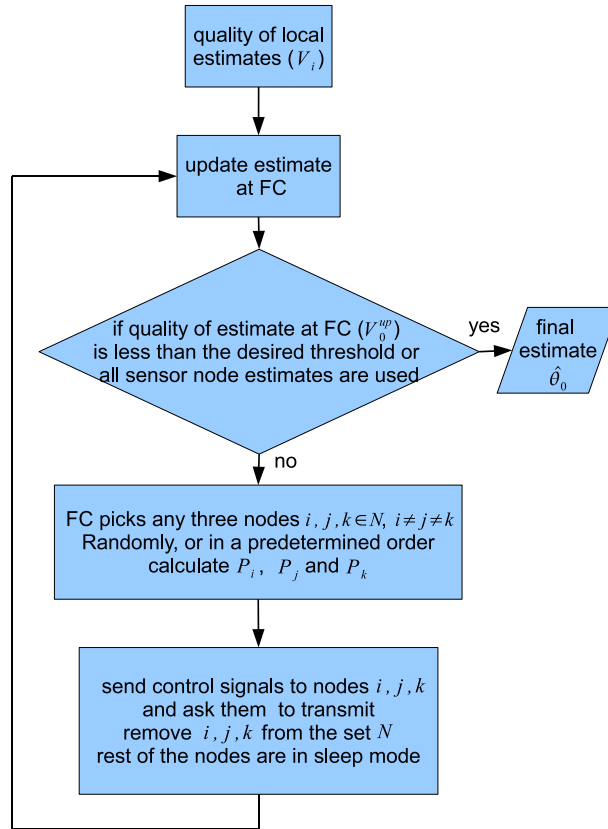 quality of local
estimates (V_i)
update estimate
at FC
if quality of estimate at FC (V_0^{up})
is less than the desired threshold or
all sensor node estimates are used
yes
final
estimate
θ̂_0
no
FC picks any three nodes i, j, k∈N, i≠j≠k
Randomly, or in a predetermined order
calculate P_i, P_j and P_k
send control signals to nodes i, j, k
and ask them to transmit
remove i, j, k from the set N
rest of the nodes are in sleep mode